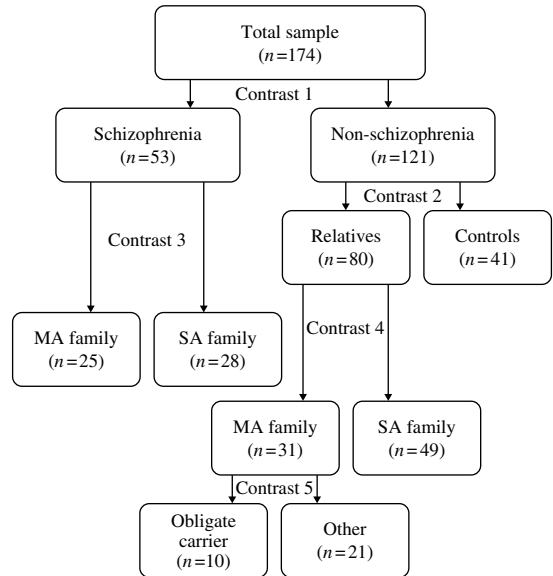 Total sample
(n=174)
Contrast 1
Schizophrenia
(n=53)
Non-schizophrenia
(n=121)
Contrast 2
Contrast 3
Relatives
(n=80)
Controls
(n=41)
MA family
(n=25)
SA family
(n=28)
Contrast 4
MA family
(n=31)
SA family
(n=49)
Contrast 5
Obligate
carrier
(n=10)
Other
(n=21)